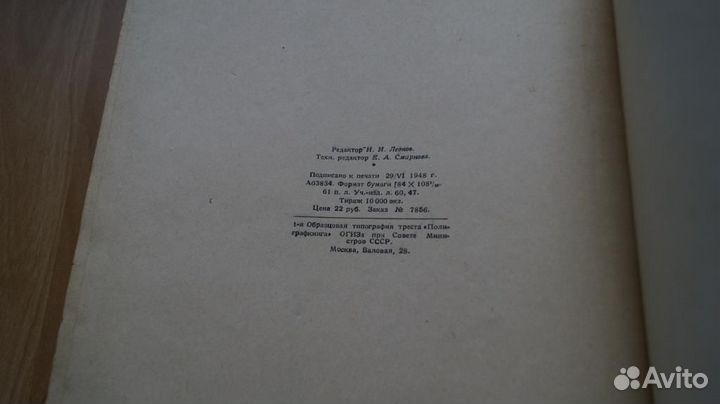 Редактор И. И. Леонов.
Техн. редактор Е. А. Смирнова.
*
Подписано к печати 29/VI 1948 г.
А03834. Формат бумаги 84 × 108¹/₁₆.
61 п. л. Уч.-изд. л. 60, 47.
Тираж 10 000 экз.
Цена 22 руб. Заказ № 7856.
1-я Образцовая типография треста «Поли-
графкнига» ОГИЗа при Совете Мини-
стров СССР.
Москва, Валовая, 28.
Avito